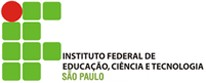 INSTITUTO FEDERAL DE
EDUCAÇÃO, CIÊNCIA E TECNOLOGIA
SÃO PAULO